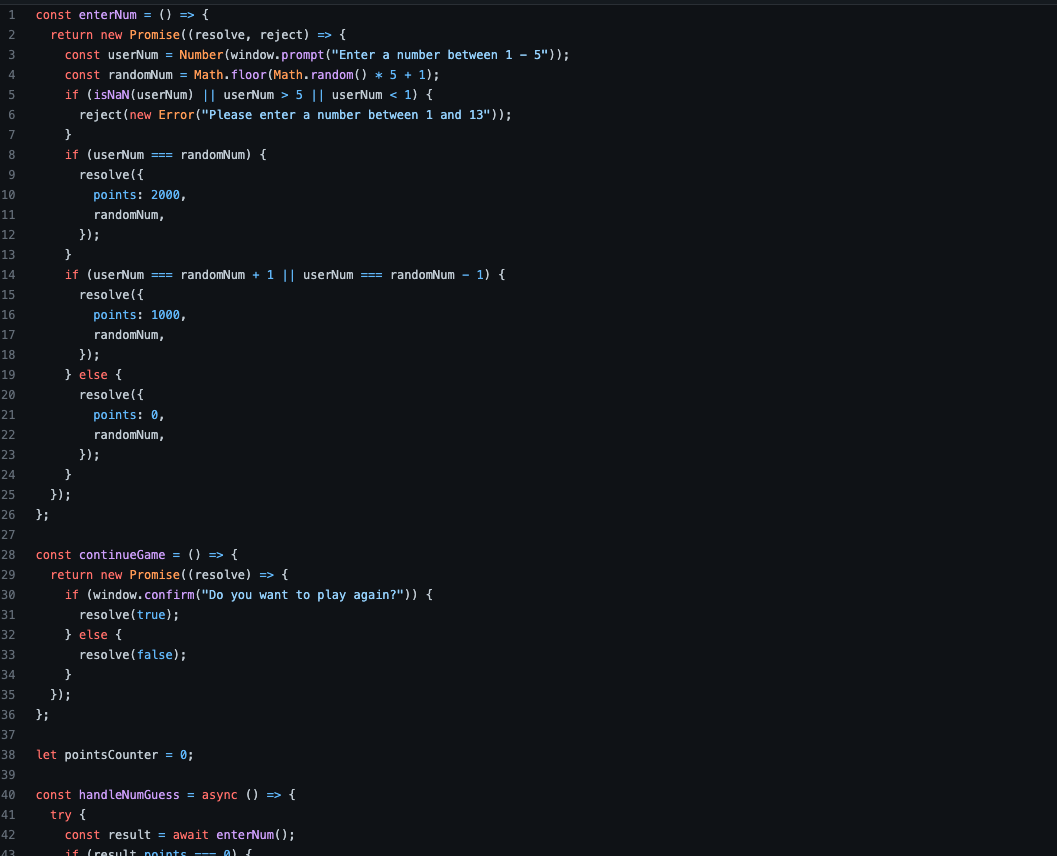 1 const enterNum = () => {
2 return new Promise((resolve, reject) => {
3 const userNum = Number(window.prompt("Enter a number between 1 - 5"));
4 const randomNum = Math.floor(Math.random() * 5 + 1);
5 if (isNaN(userNum) || userNum > 5 || userNum < 1) {
6 reject(new Error("Please enter a number between 1 and 13"));
7 }
8 if (userNum === randomNum) {
9 resolve({
10 points: 2000,
11 randomNum,
12 });
13 }
14 if (userNum === randomNum + 1 || userNum === randomNum - 1) {
15 resolve({
16 points: 1000,
17 randomNum,
18 });
19 } else {
20 resolve({
21 points: 0,
22 randomNum,
23 });
24 }
25 });
26 };
27
28 const continueGame = () => {
29 return new Promise((resolve) => {
30 if (window.confirm("Do you want to play again?")) {
31 resolve(true);
32 } else {
33 resolve(false);
34 }
35 });
36 };
37
38 let pointsCounter = 0;
39
40 const handleNumGuess = async () => {
41 try {
42 const result = await enterNum();
43 if (result.points === 0) {